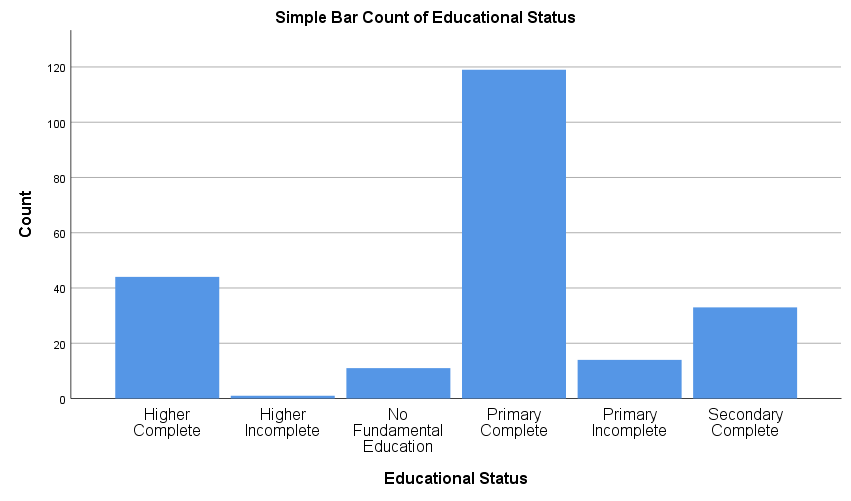 Simple Bar Count of Educational Status
Count
120
100
80
60
40
20
0
Higher Complete
Higher Incomplete
No Fundamental Education
Primary Complete
Primary Incomplete
Secondary Complete
Educational Status